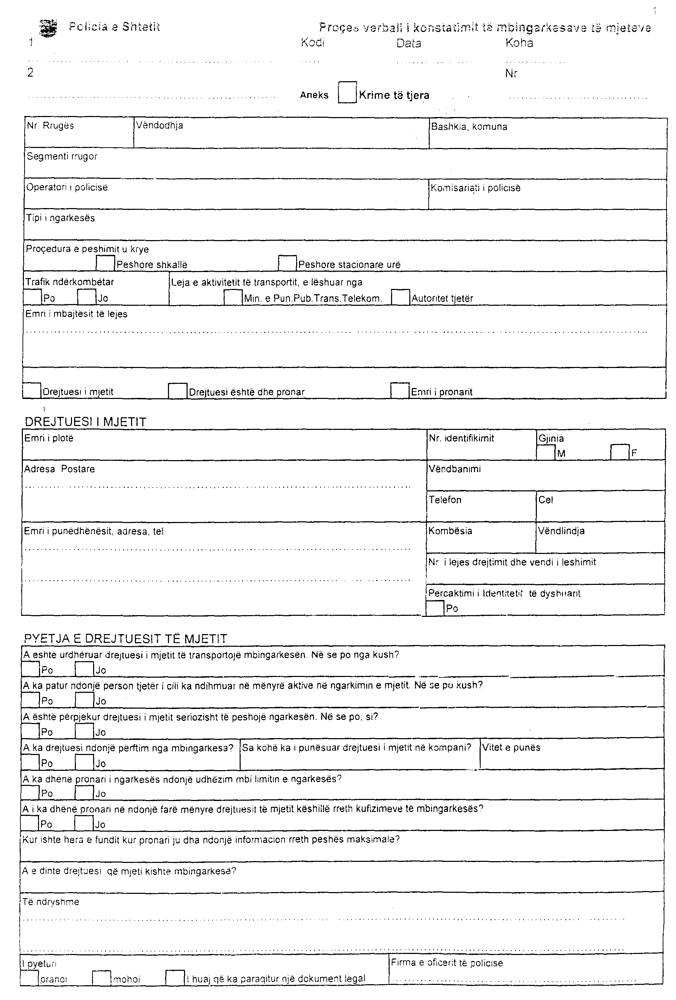 1
Policia e Shtetit Proçes verbali i konstatimit të mbingarkesave të mjeteve
1 Kodi Data Koha
2 Nr.
Aneks Krime të tjera
Nr. Rrugës Vëndodhja Bashkia, komuna
Segmenti rrugor
Operatori i policisë Komisariati i policisë
Tipi i ngarkesës
Proçedura e peshimit u krye
Peshore shkallë Peshore stacionare urë
Trafik ndërkombëtar Leja e aktivitetit të transportit, e lëshuar nga
Po Jo Min. e Pun.Pub.Trans.Telekom. Autoritet tjetër
Emri i mbajtësit të lejes
Drejtuesi i mjetit Drejtuesi është dhe pronar Emri i pronarit
DREJTUESI I MJETIT
Emri i plotë Nr. identifikimit Gjinia
M F
Adresa Postare Vëndbanimi
Telefon Cel
Emri i punëdhënësit, adresa, tel. Kombësia Vëndlindja
Nr. i lejes drejtimit dhe vendi i leshimit
Përcaktimi i Identitetit të dyshuarit
Po
PYETJA E DREJTUESIT TË MJETIT
A është urdhëruar drejtuesi i mjetit të transportojë mbingarkesën. Në se po nga kush?
Po Jo
A ka patur ndonjë person tjetër i cili ka ndihmuar në mënyrë aktive në ngarkimin e mjetit. Në se po kush?
Po Jo
A është përpjekur drejtuesi i mjetit seriozisht të peshojë ngarkesën. Në se po, si?
Po Jo
A ka drejtuesi ndonjë përftim nga mbingarkesa? Sa kohë ka i punësuar drejtuesi i mjetit në kompani? Vitet e punës
Po Jo
A ka dhënë pronari i ngarkesës ndonjë udhëzim mbi limitin e ngarkesës?
Po Jo
A i ka dhënë pronari në ndonjë farë mënyre drejtuesit të mjetit këshillë rreth kufizimeve të mbingarkesës?
Po Jo
Kur ishte hera e fundit kur pronari ju dha ndonjë informacion rreth peshës maksimale?
A e dinte drejtuesi që mjeti kishte mbingarkesë?
Të ndryshme
I pyeturi Firma e oficerit të policisë
pranoi mohoi I huaj që ka paraqitur një dokument legal